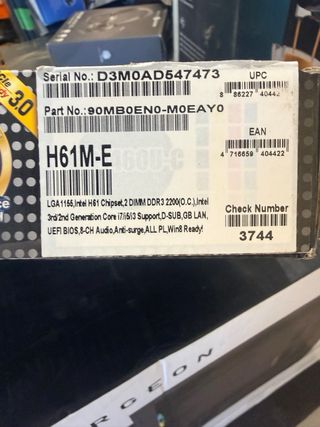 Serial No.: D3M0AD547473
UPC
8 86227 40442
Part No.: 90MB0EN0-M0EAY0
EAN
4 716659 404422
H61M-E
LGA1155,Intel H61 Chipset,2 DIMM DDR3 2200(O.C.),Intel
3rd/2nd Generation Core i7/i5/i3 Support,D-SUB,GB LAN,
UEFI BIOS,8-CH Audio,Anti-surge,ALL PL,Win8 Ready!
Check Number
3744
3.0